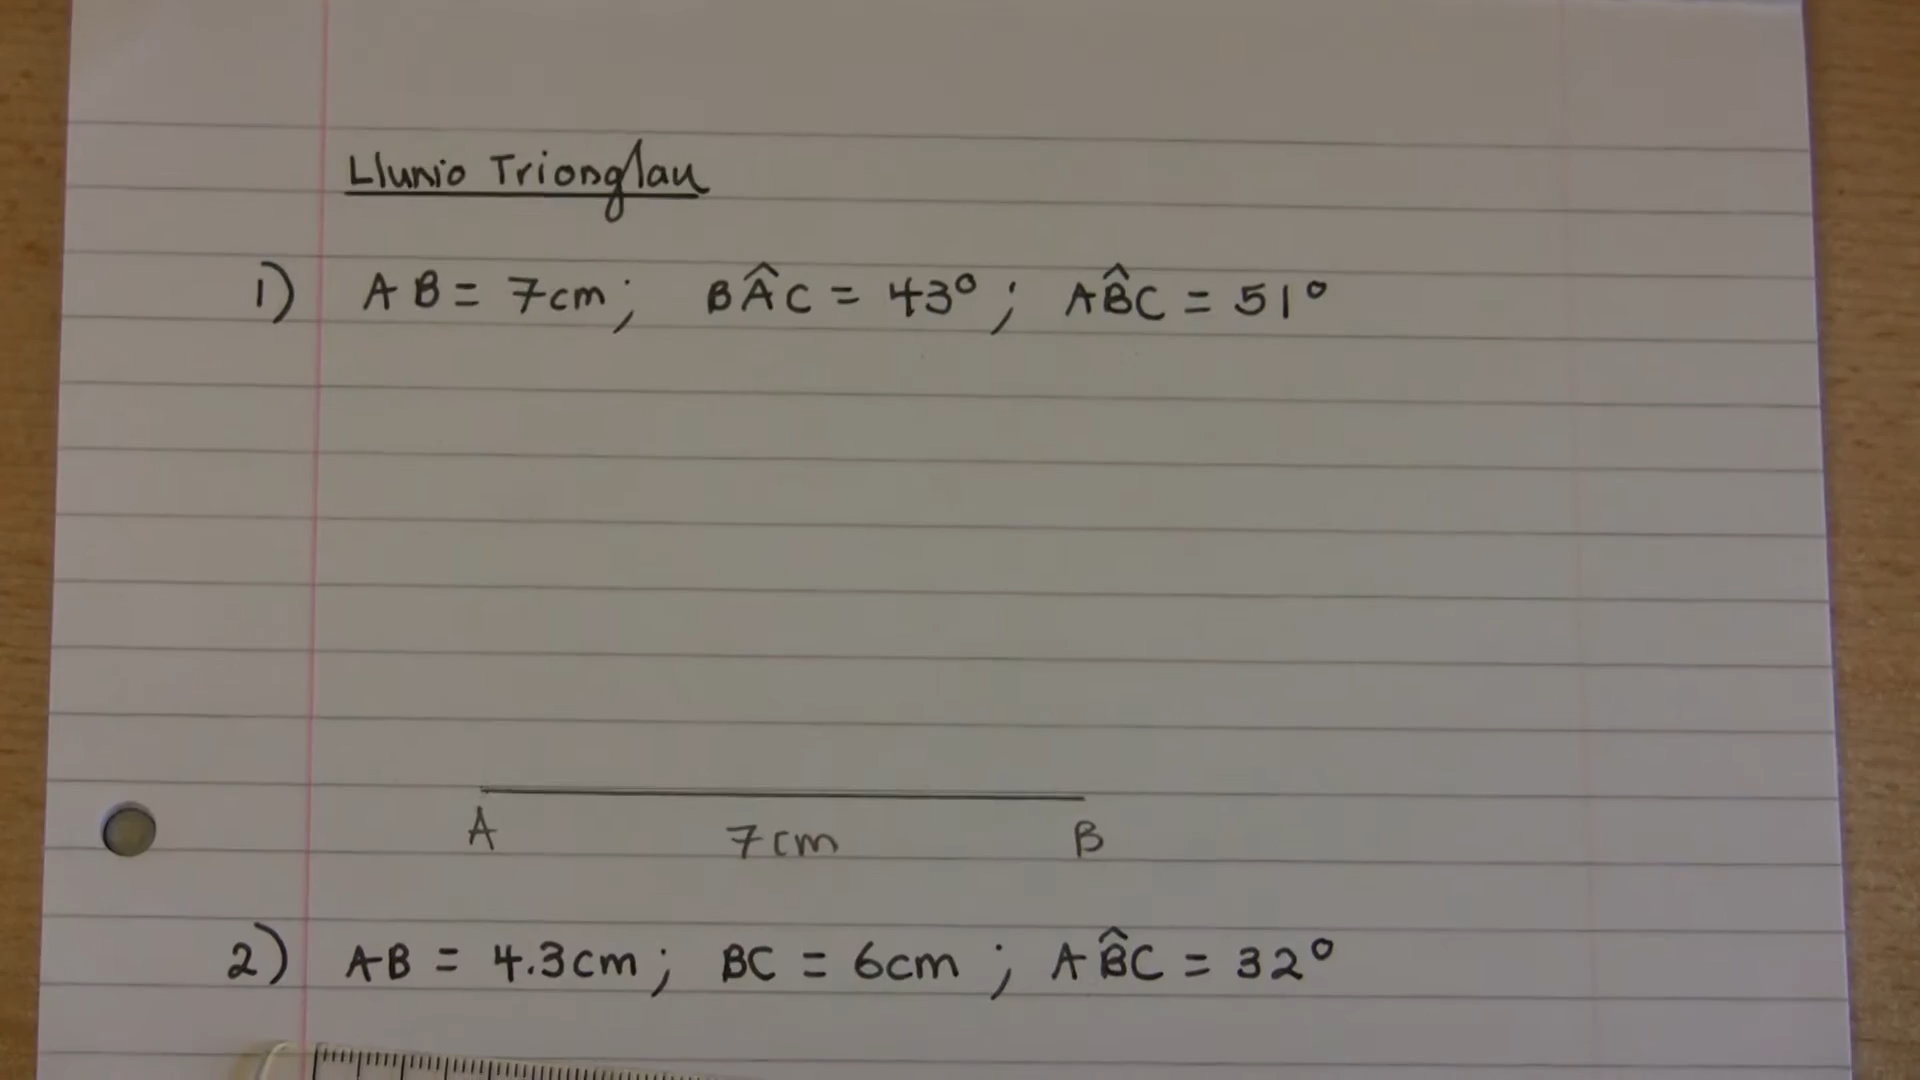 Llunio Trionglau
1) AB = 7cm; BÂC = 43°; AB̂C = 51°
A 7cm B
2) AB = 4.3cm; BC = 6cm; AB̂C = 32°